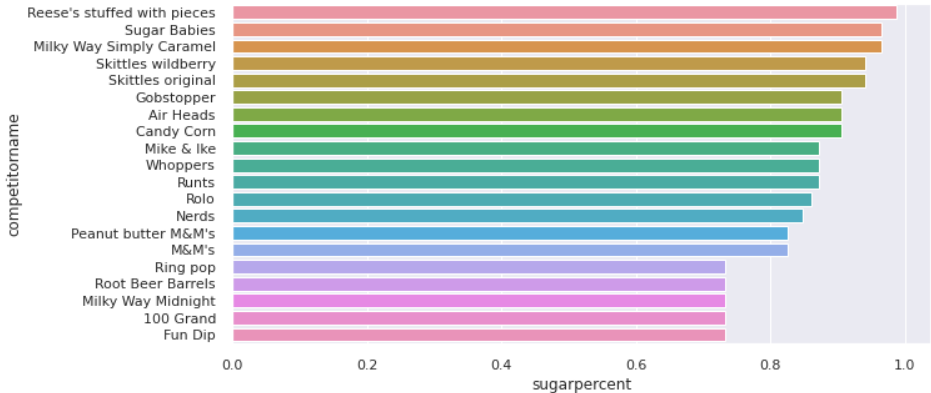 Reese's stuffed with pieces
Sugar Babies
Milky Way Simply Caramel
Skittles wildberry
Skittles original
Gobstopper
Air Heads
Candy Corn
Mike & Ike
Whoppers
Runts
Rolo
Nerds
Peanut butter M&M's
M&M's
Ring pop
Root Beer Barrels
Milky Way Midnight
100 Grand
Fun Dip
competitorname
0.0 0.2 0.4 0.6 0.8 1.0
sugarpercent